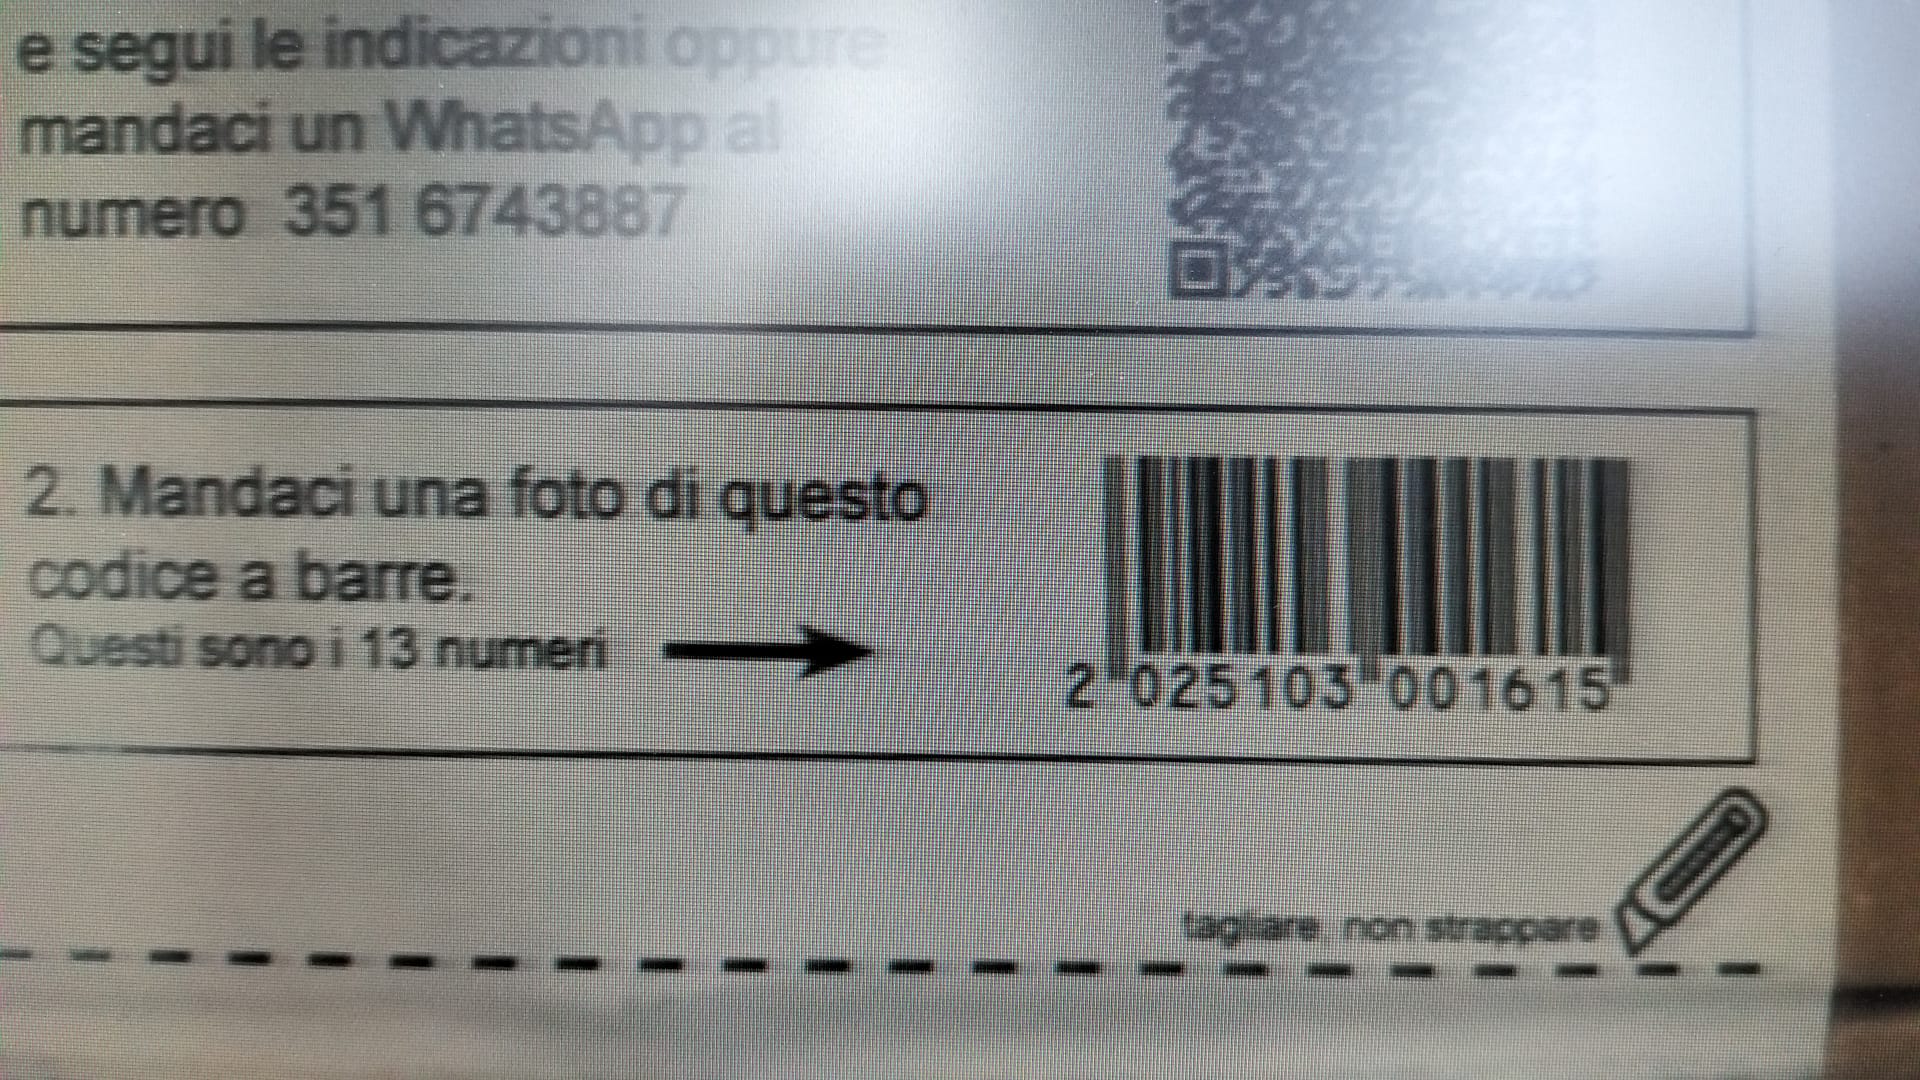 e segui le indicazioni oppure
mandaci un WhatsApp al
numero 351 6743887
2. Mandaci una foto di questo
codice a barre.
Questi sono i 13 numeri
2 025103 001615
tagliare, non strappare